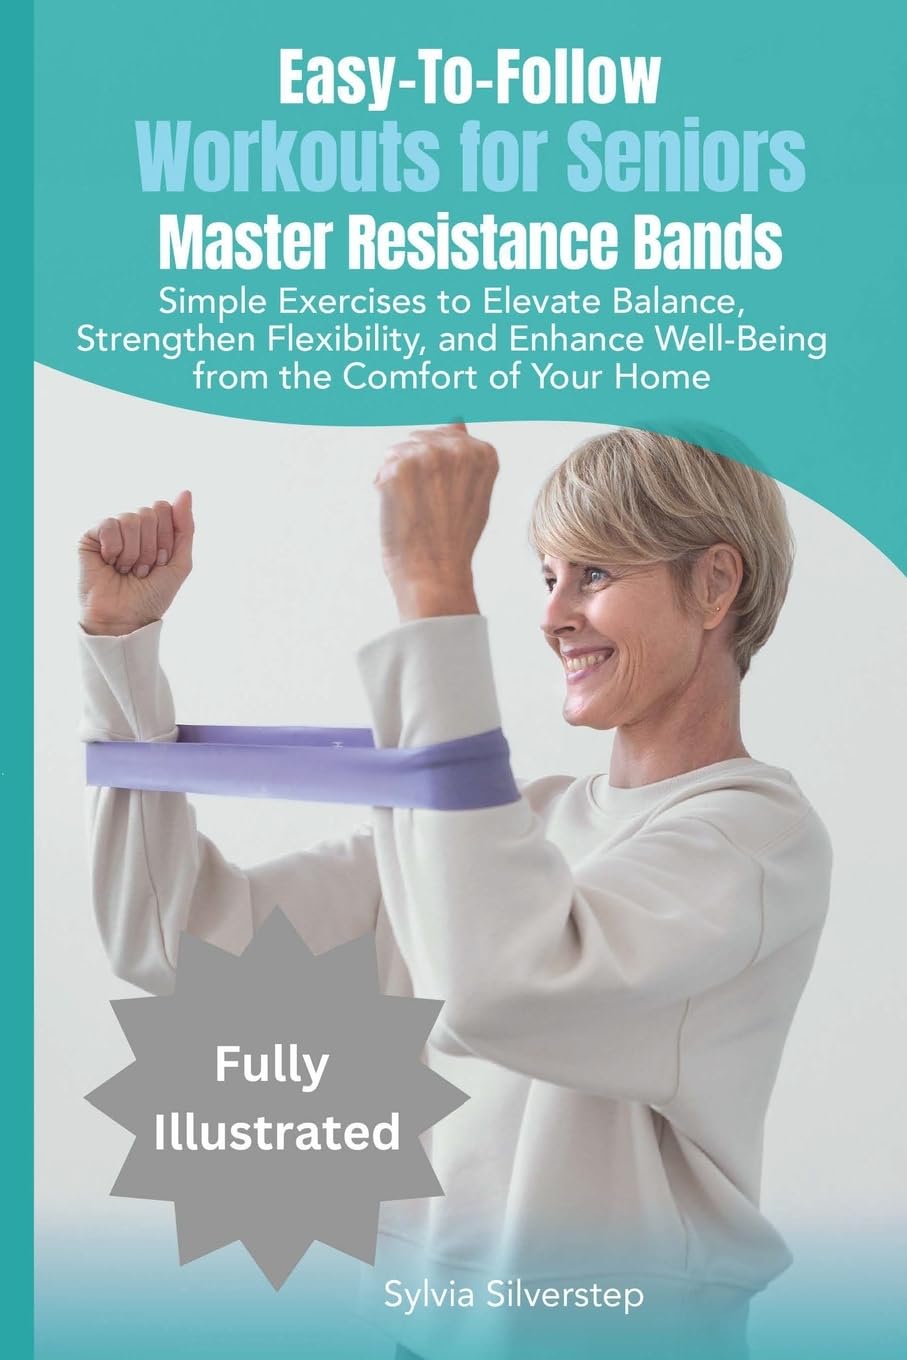 Easy-To-Follow
Workouts for Seniors
Master Resistance Bands
Simple Exercises to Elevate Balance,
Strengthen Flexibility, and Enhance Well-Being
from the Comfort of Your Home
Fully
Illustrated
Sylvia Silverstep